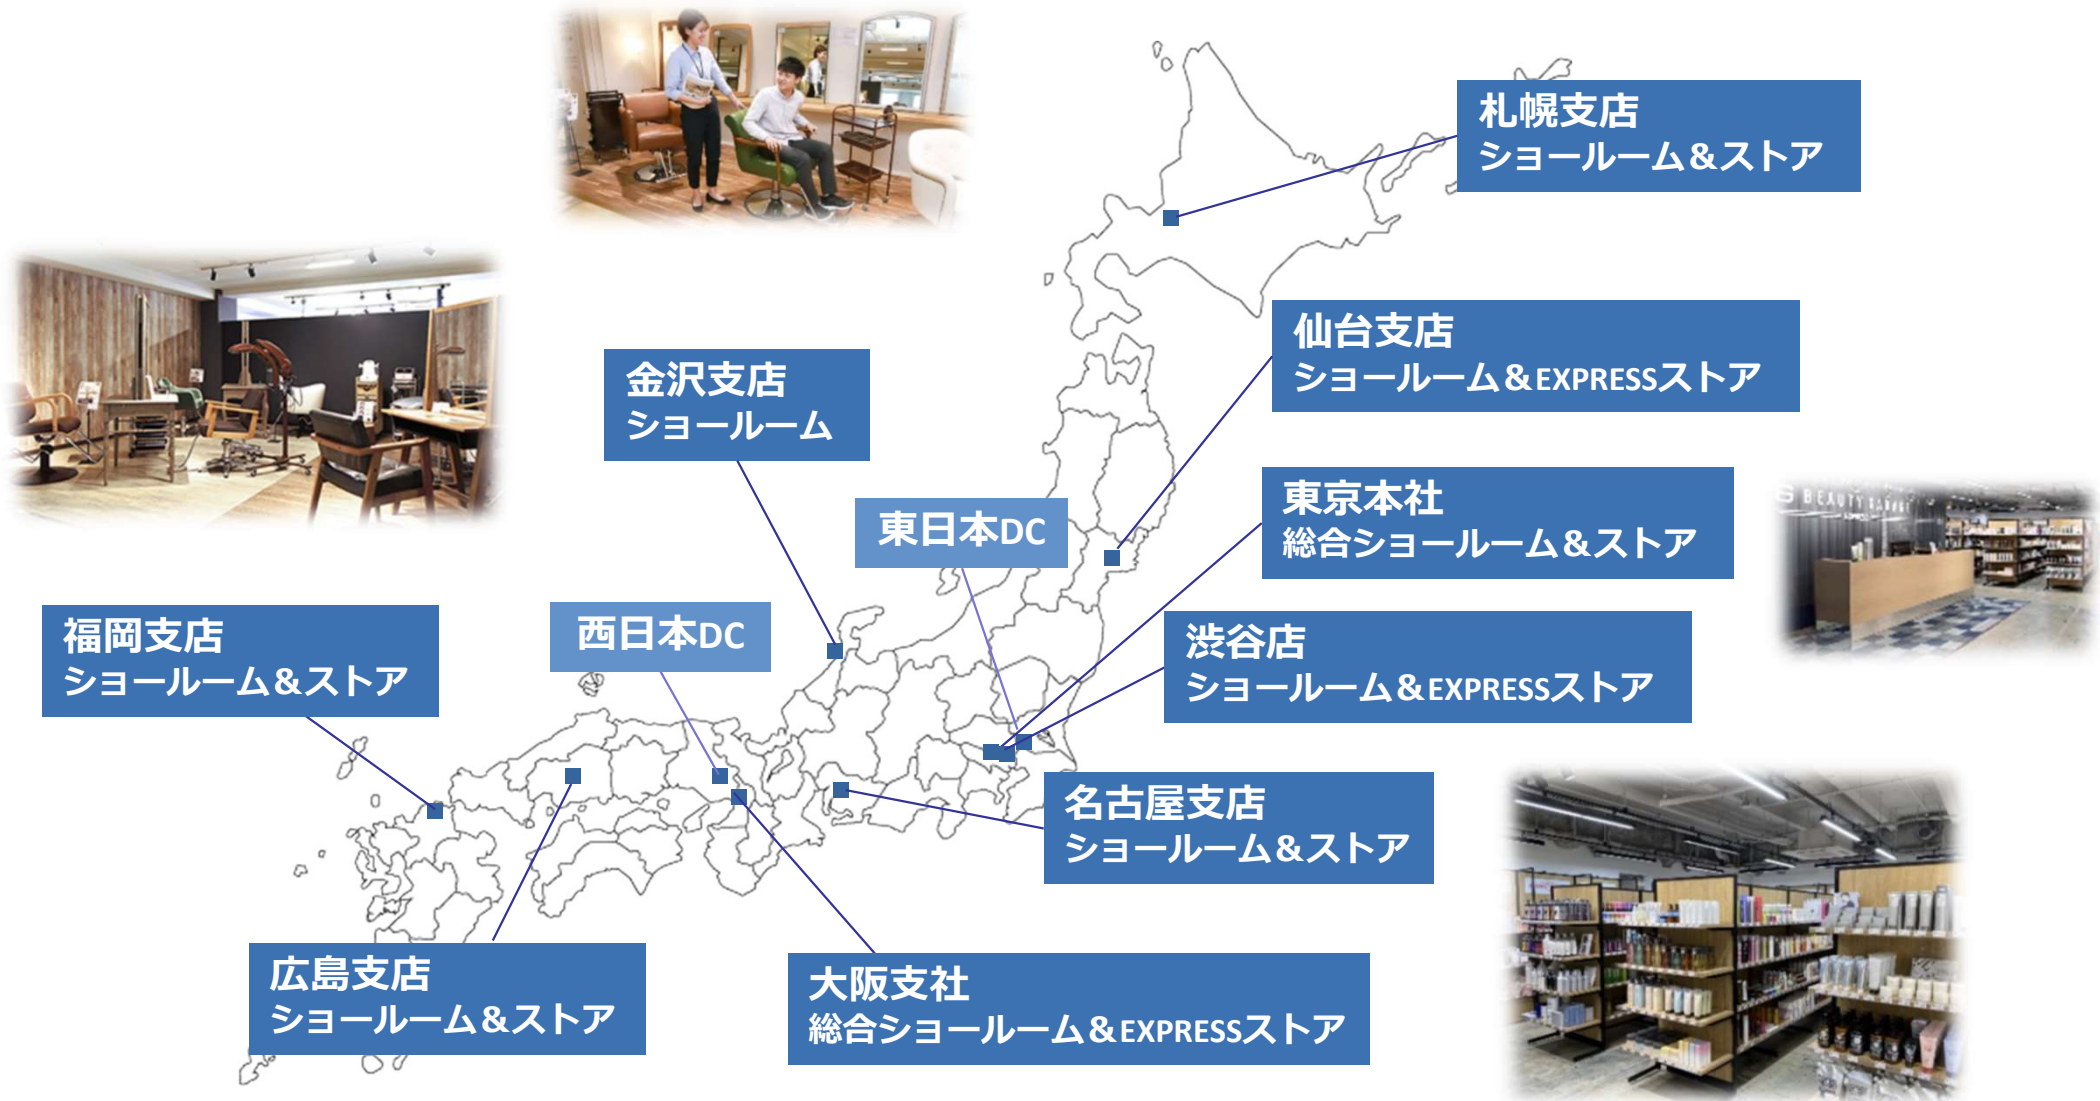 札幌支店
ショールーム＆ストア
仙台支店
ショールーム＆EXPRESSストア
金沢支店
ショールーム
東京本社
総合ショールーム＆ストア
BEAUTY GARAGE
東日本DC
西日本DC
福岡支店
ショールーム＆ストア
渋谷店
ショールーム＆EXPRESSストア
名古屋支店
ショールーム＆ストア
広島支店
ショールーム＆ストア
大阪支社
総合ショールーム＆EXPRESSストア